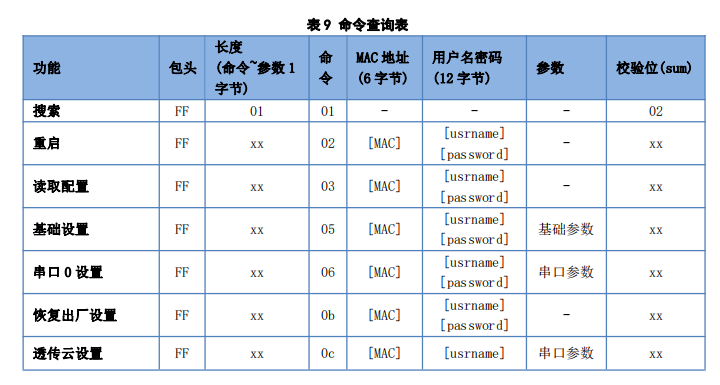 表 9 命令查询表
功能 包头 长度(命令~参数 1字节) 命令 MAC 地址(6 字节) 用户名密码(12 字节) 参数 校验位(sum)
搜索 FF 01 01 - - - 02
重启 FF xx 02 [MAC] [usrname][password] - xx
读取配置 FF xx 03 [MAC] [usrname][password] - xx
基础设置 FF xx 05 [MAC] [usrname][password] 基础参数 xx
串口 0 设置 FF xx 06 [MAC] [usrname][password] 串口参数 xx
恢复出厂设置 FF xx 0b [MAC] [usrname][password] - xx
透传云设置 FF xx 0c [MAC] [usrname] 串口参数 xx